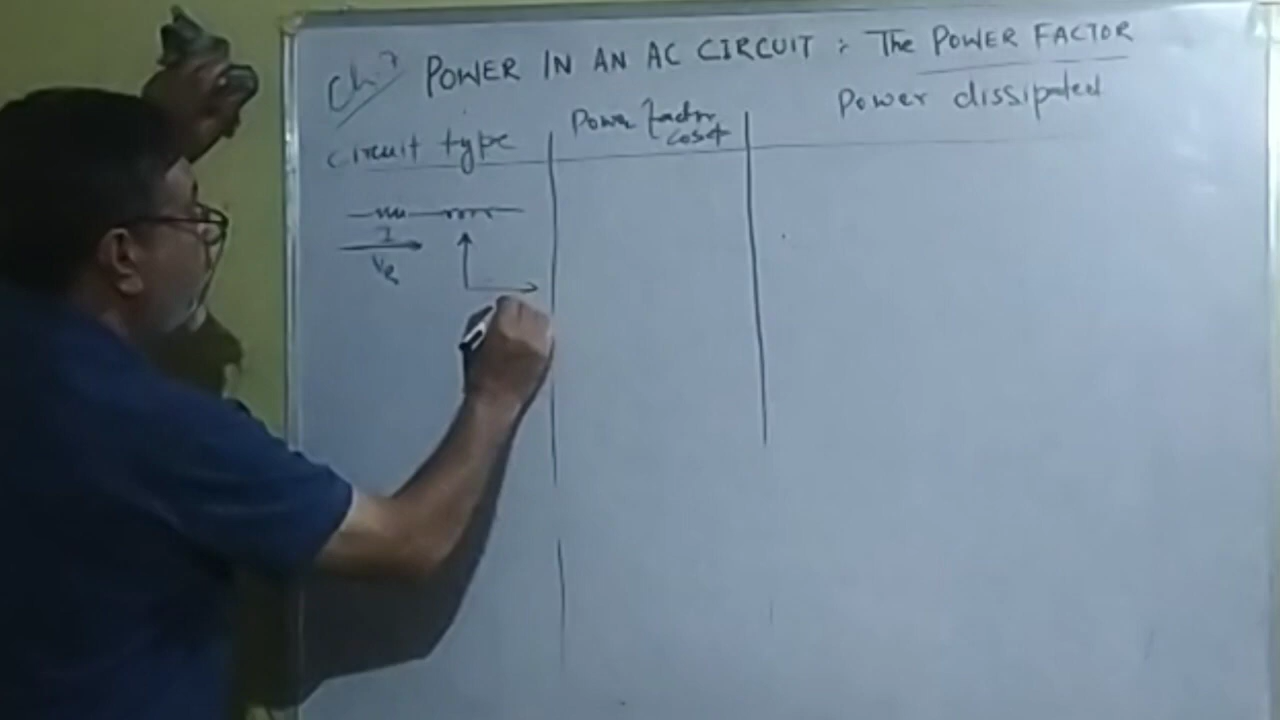 Ch.7 POWER IN AN AC CIRCUIT : The POWER FACTOR
Circuit type
Power factor
cosφ
Power dissipated
I
VR